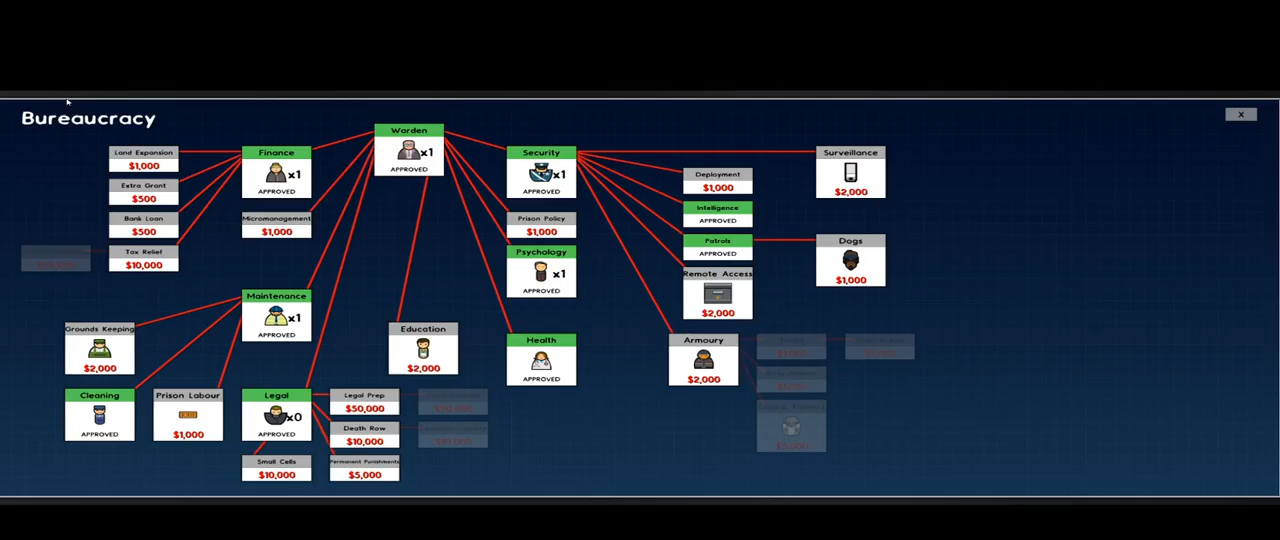 Bureaucracy
X
Warden
x1
APPROVED
Land Expansion
$1,000
Extra Grant
$500
Bank Loan
$500
Tax Relief
$10,000
Finance
x1
APPROVED
Micromanagement
$1,000
Security
x1
APPROVED
Prison Policy
$1,000
Psychology
x1
APPROVED
Deployment
$1,000
Intelligence
APPROVED
Patrols
APPROVED
Remote Access
$2,000
Surveillance
$2,000
Dogs
$1,000
Maintenance
x1
APPROVED
Grounds Keeping
$2,000
Education
$2,000
Health
APPROVED
Armoury
$2,000
Cleaning
APPROVED
Prison Labour
$1,000
Legal
x0
APPROVED
Legal Prep
$50,000
Death Row
$10,000
Small Cells
$10,000
Permanent Punishments
$5,000